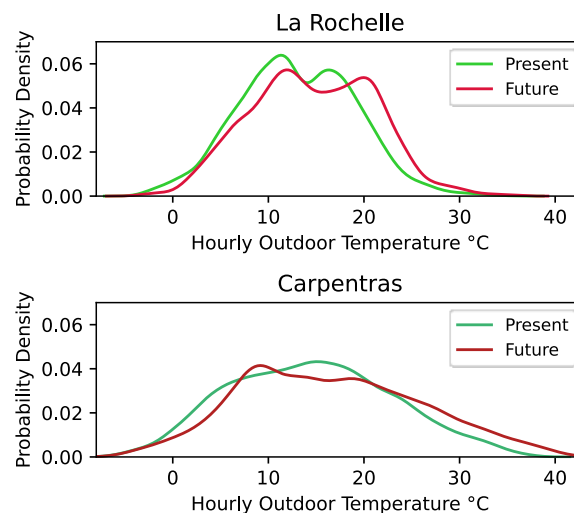 La Rochelle
Probability Density
0.06
0.04
0.02
0.00
Present
Future
0 10 20 30 40
Hourly Outdoor Temperature °C
Carpentras
Probability Density
0.06
0.04
0.02
0.00
Present
Future
0 10 20 30 40
Hourly Outdoor Temperature °C